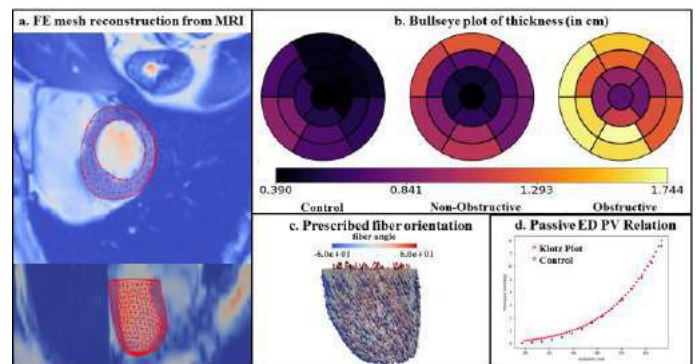 a. FE mesh reconstruction from MRI
b. Bullseye plot of thickness (in cm)
0.390 0.841 1.293 1.744
Control Non-Obstructive Obstructive
c. Prescribed fiber orientation
fiber angle
-6.0e+01 6.0e+01
d. Passive ED PV Relation
Klotz Plot
Control